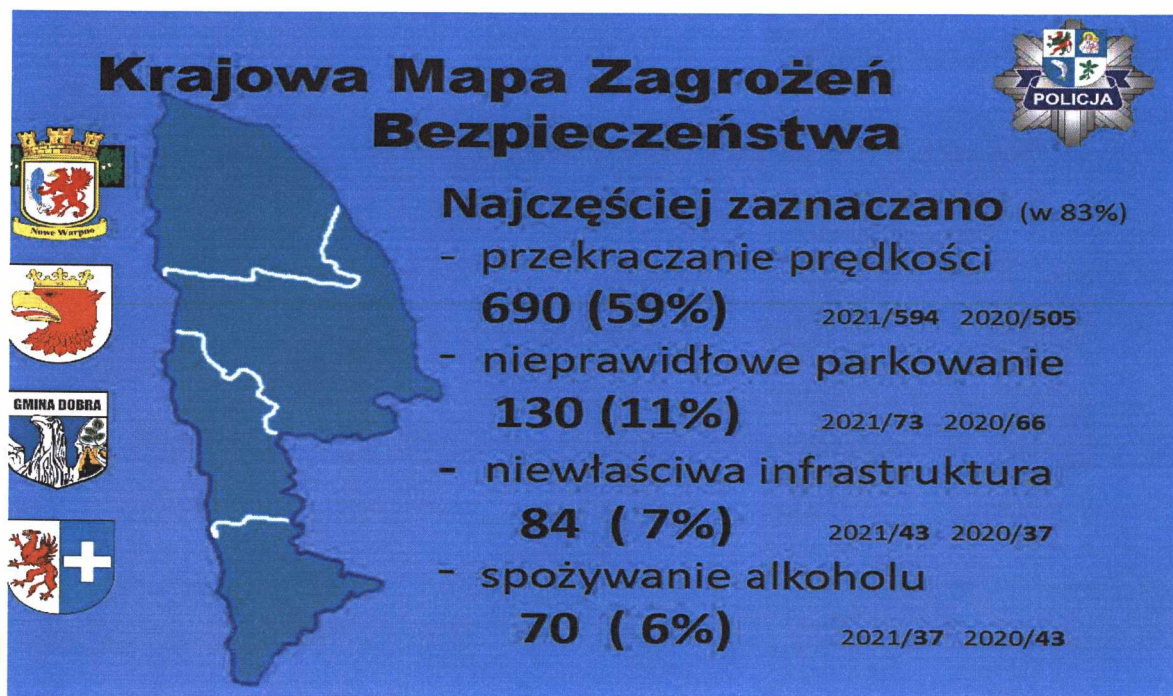 Krajowa Mapa Zagrożeń
Bezpieczeństwa
POLICJA
Nowe Warpno
GMINA DOBRA
Najczęściej zaznaczano (w 83%)
- przekraczanie prędkości
690 (59%) 2021/594 2020/505
- nieprawidłowe parkowanie
130 (11%) 2021/73 2020/66
- niewłaściwa infrastruktura
84 ( 7%) 2021/43 2020/37
- spożywanie alkoholu
70 ( 6%) 2021/37 2020/43